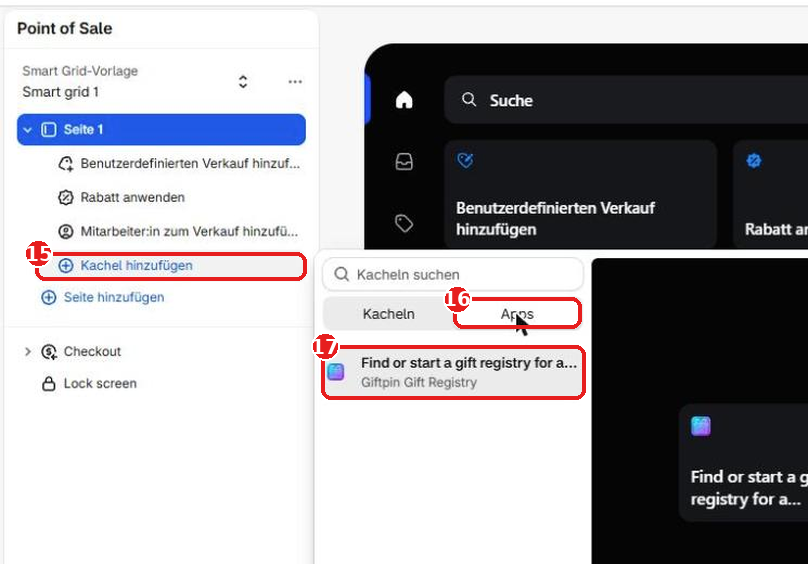 Point of Sale
Smart Grid-Vorlage
Smart grid 1
Seite 1
Benutzerdefinierten Verkauf hinzuf...
Rabatt anwenden
Mitarbeiter:in zum Verkauf hinzufü...
15
Kachel hinzufügen
Seite hinzufügen
Checkout
Lock screen
Suche
Benutzerdefinierten Verkauf
hinzufügen
Rabatt an
Kacheln suchen
Kacheln
16
Apps
17
Find or start a gift registry for a...
Giftpin Gift Registry
Find or start a g
registry for a...